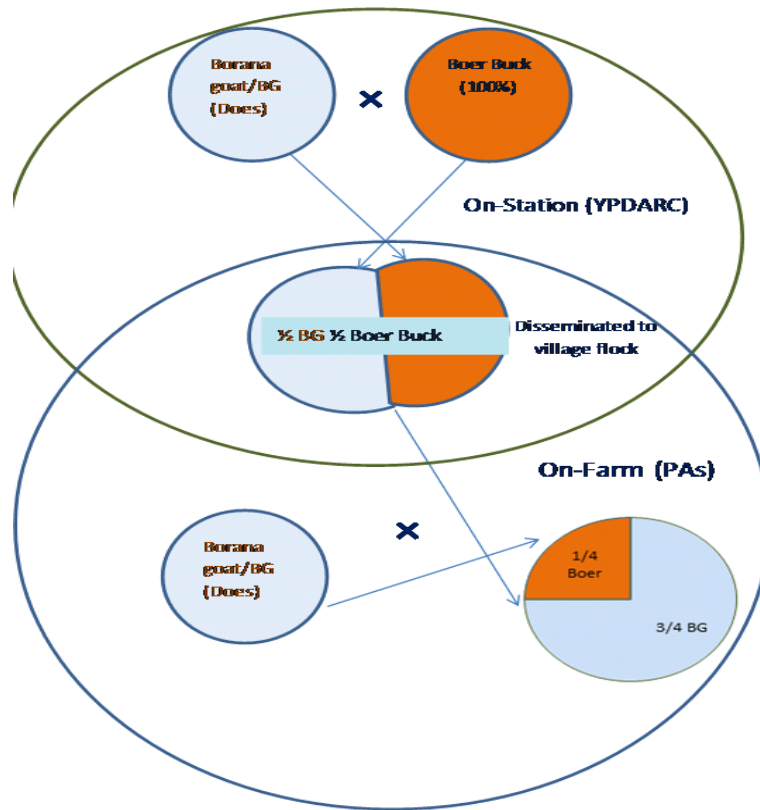 Borana
goat/BG
(Does)
×
Boer Buck
(100%)
On-Station (YPDARC)
½ BG ½ Boer Buck
Disseminated to
village flock
On-Farm (PAs)
×
Borana
goat/BG
(Does)
1/4
Boer
3/4 BG